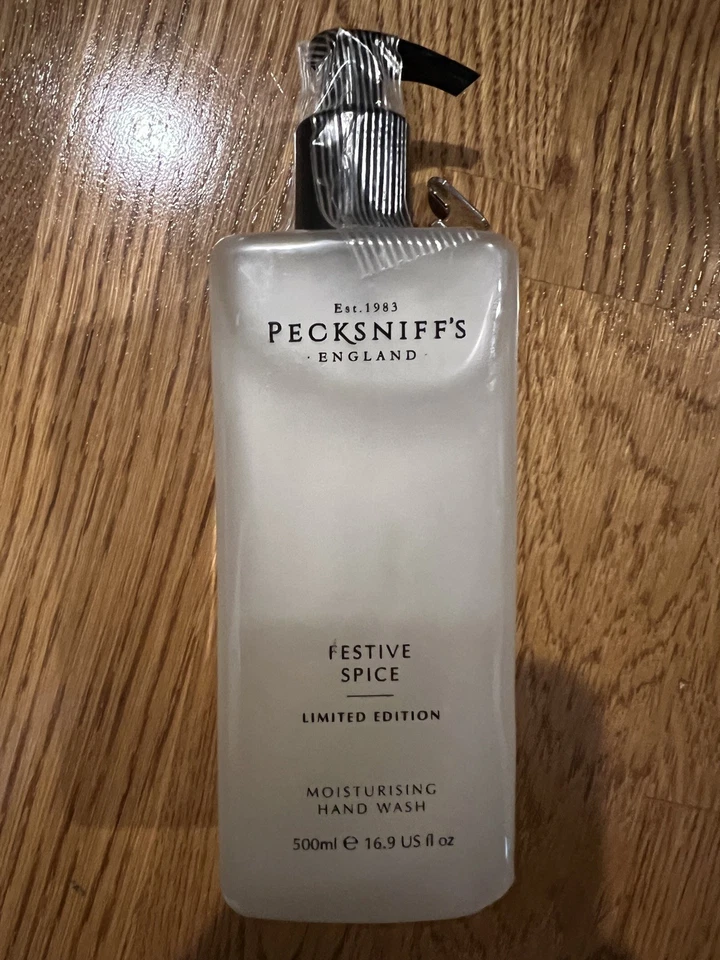 Est.1983
PECKSNIFF'S
· ENGLAND ·
FESTIVE
SPICE
LIMITED EDITION
MOISTURISING
HAND WASH
500ml ℮ 16.9 US fl oz